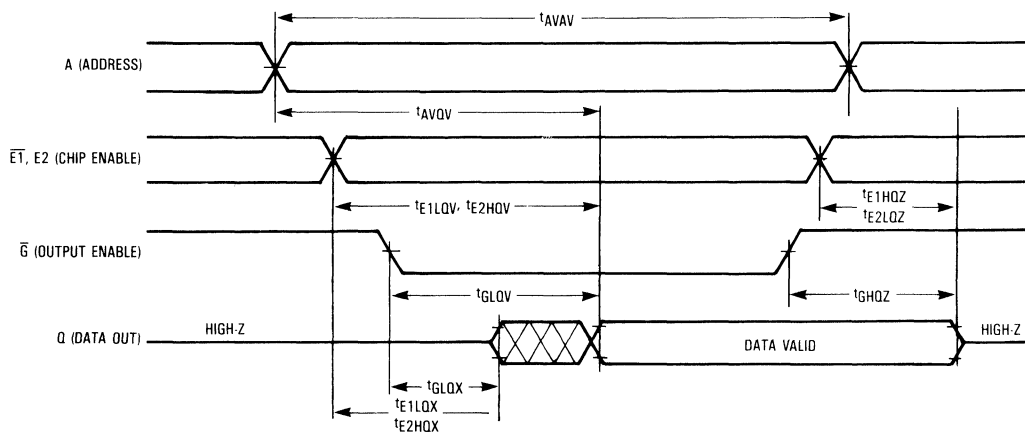 tAVAV
A (ADDRESS)
tAVQV
E1, E2 (CHIP ENABLE)
tE1LQV, tE2HQV
tE1HQZ
tE2LQZ
G (OUTPUT ENABLE)
tGLQV
tGHQZ
Q (DATA OUT)
HIGH-Z
DATA VALID
HIGH-Z
tGLQX
tE1LQX
tE2HQX